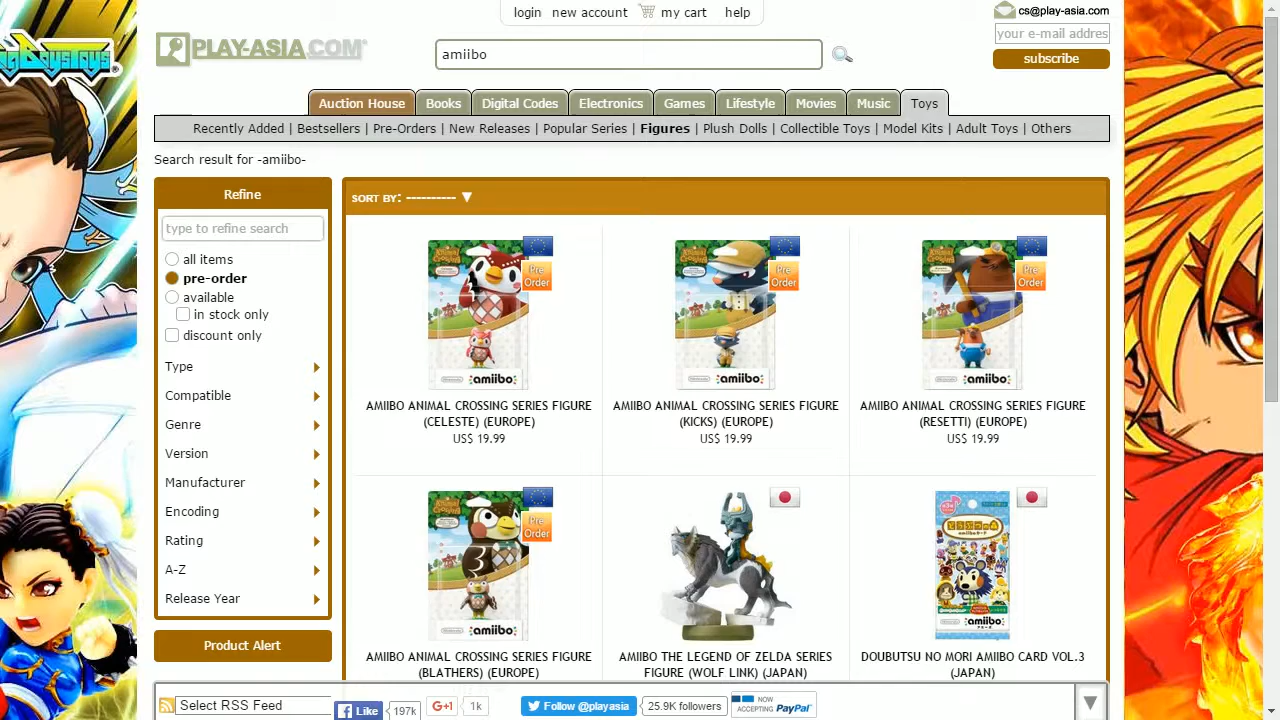 login new account my cart help
cs@play-asia.com
PLAY-ASIA.COM
amiibo
your e-mail addres
subscribe
Auction House Books Digital Codes Electronics Games Lifestyle Movies Music Toys
Recently Added | Bestsellers | Pre-Orders | New Releases | Popular Series | Figures | Plush Dolls | Collectible Toys | Model Kits | Adult Toys | Others
Search result for -amiibo-
Refine
type to refine search
all items
pre-order
available
in stock only
discount only
Type
Compatible
Genre
Version
Manufacturer
Encoding
Rating
A-Z
Release Year
Product Alert
SORT BY: ---------- ▼
Pre Order
amiibo
AMIIBO ANIMAL CROSSING SERIES FIGURE
(CELESTE) (EUROPE)
US$ 19.99
Pre Order
amiibo
AMIIBO ANIMAL CROSSING SERIES FIGURE
(KICKS) (EUROPE)
US$ 19.99
Pre Order
amiibo
AMIIBO ANIMAL CROSSING SERIES FIGURE
(RESETTI) (EUROPE)
US$ 19.99
Pre Order
amiibo
AMIIBO ANIMAL CROSSING SERIES FIGURE
(BLATHERS) (EUROPE)
AMIIBO THE LEGEND OF ZELDA SERIES
FIGURE (WOLF LINK) (JAPAN)
amiibo
DOUBUTSU NO MORI AMIIBO CARD VOL.3
(JAPAN)
Select RSS Feed
Like 197k
G+1 1k
Follow @playasia 25.9K followers
NOW
ACCEPTING PayPal